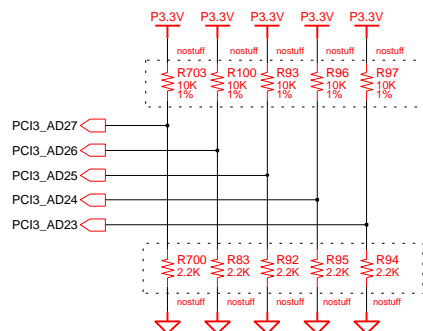 P3.3V P3.3V P3.3V P3.3V P3.3V
nostuff nostuff nostuff nostuff nostuff
R703 R100 R93 R96 R97
10K 10K 10K 10K 10K
1% 1% 1% 1% 1%
PCI3_AD27
PCI3_AD26
PCI3_AD25
PCI3_AD24
PCI3_AD23
R700 R83 R92 R95 R94
2.2K 2.2K 2.2K 2.2K 2.2K
nostuff nostuff nostuff nostuff nostuff